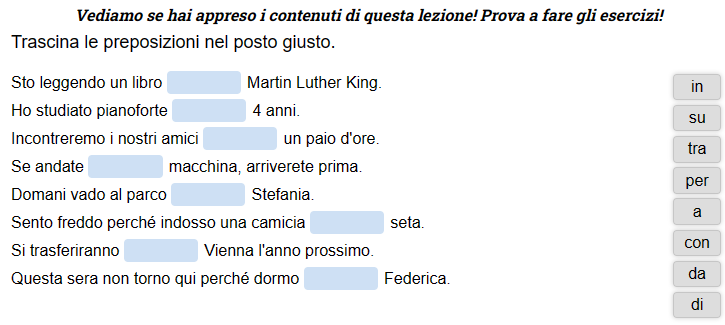 Vediamo se hai appreso i contenuti di questa lezione! Prova a fare gli esercizi!
Trascina le preposizioni nel posto giusto.
Sto leggendo un libro Martin Luther King.
Ho studiato pianoforte 4 anni.
Incontreremo i nostri amici un paio d'ore.
Se andate macchina, arriverete prima.
Domani vado al parco Stefania.
Sento freddo perché indosso una camicia seta.
Si trasferiranno Vienna l'anno prossimo.
Questa sera non torno qui perché dormo Federica.
in
su
tra
per
a
con
da
di